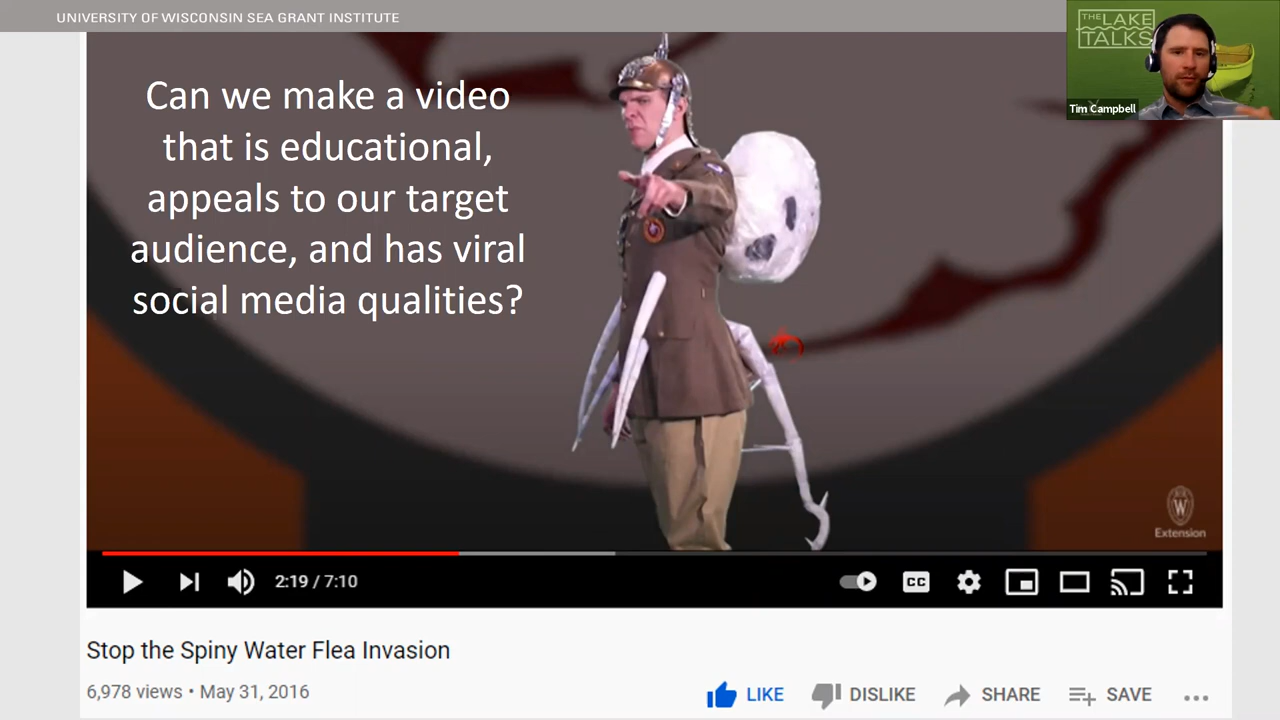 UNIVERSITY OF WISCONSIN SEA GRANT INSTITUTE
THE
LAKE
TALKS
Tim Campbell
Can we make a video
that is educational,
appeals to our target
audience, and has viral
social media qualities?
W
Extension
2:19 / 7:10
CC
Stop the Spiny Water Flea Invasion
6,978 views • May 31, 2016
LIKE
DISLIKE
SHARE
SAVE